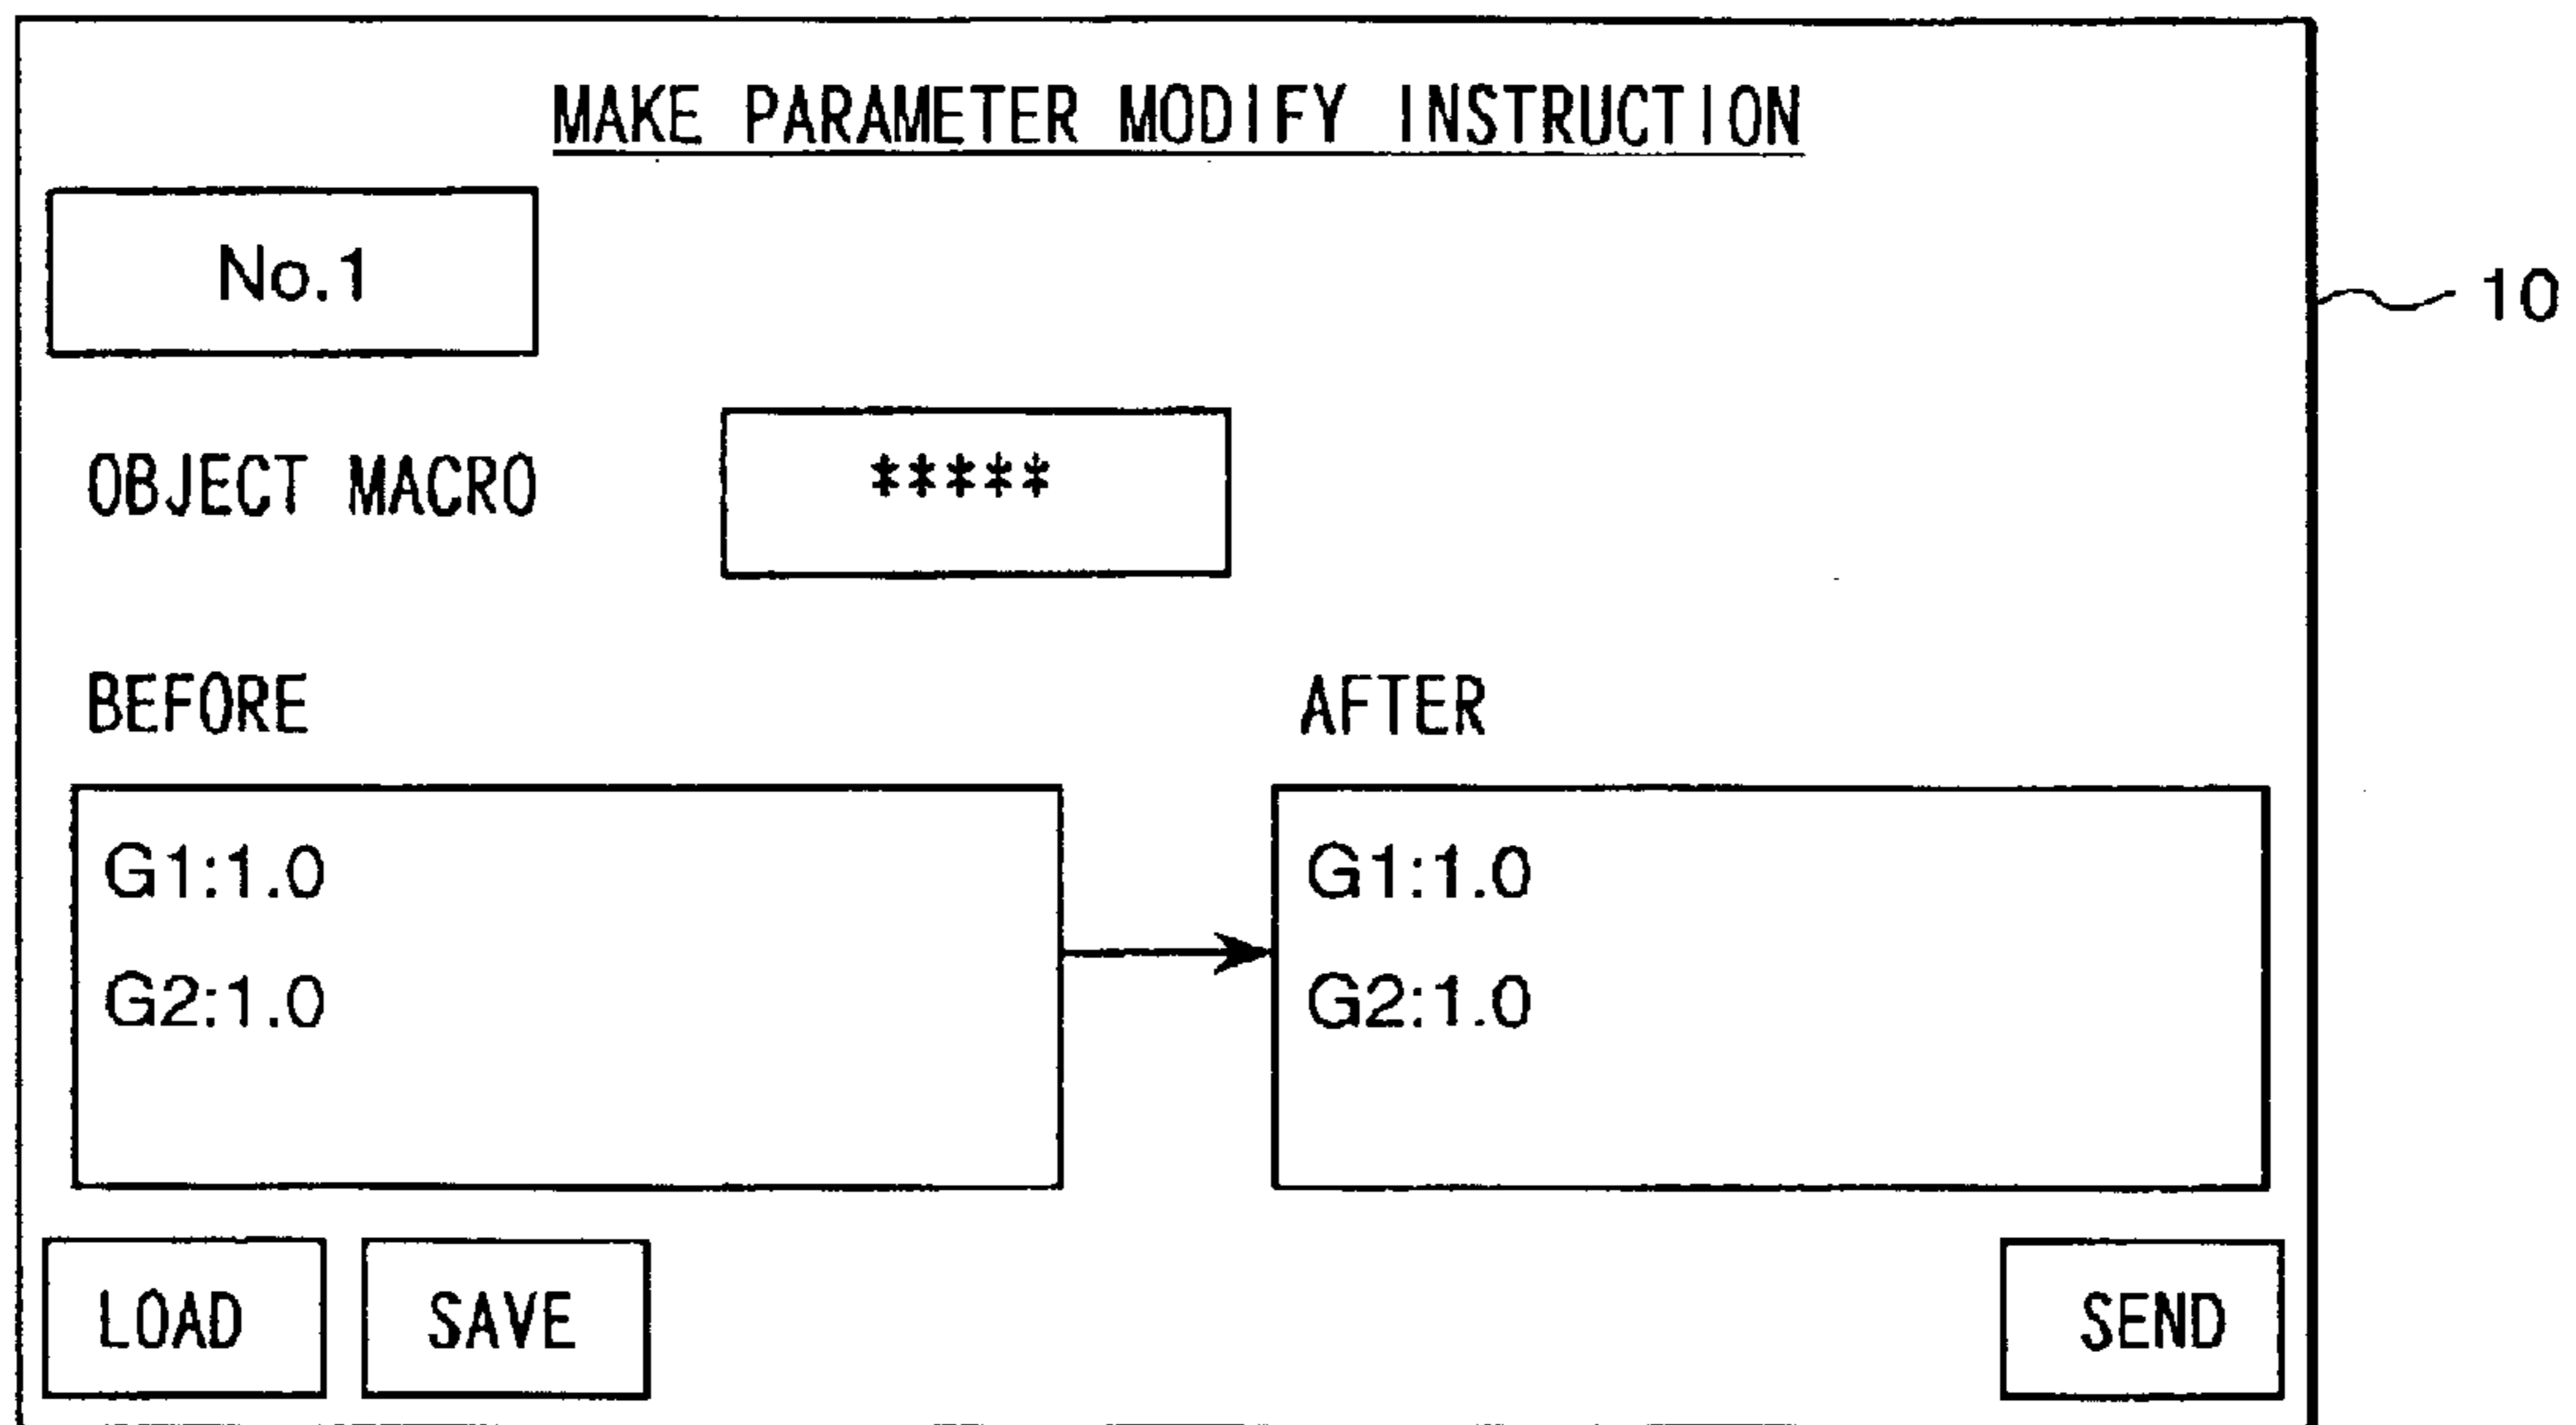 MAKE PARAMETER MODIFY INSTRUCTION
No.1
10
OBJECT MACRO *****
BEFORE AFTER
G1:1.0 G1:1.0
G2:1.0 G2:1.0
LOAD SAVE SEND